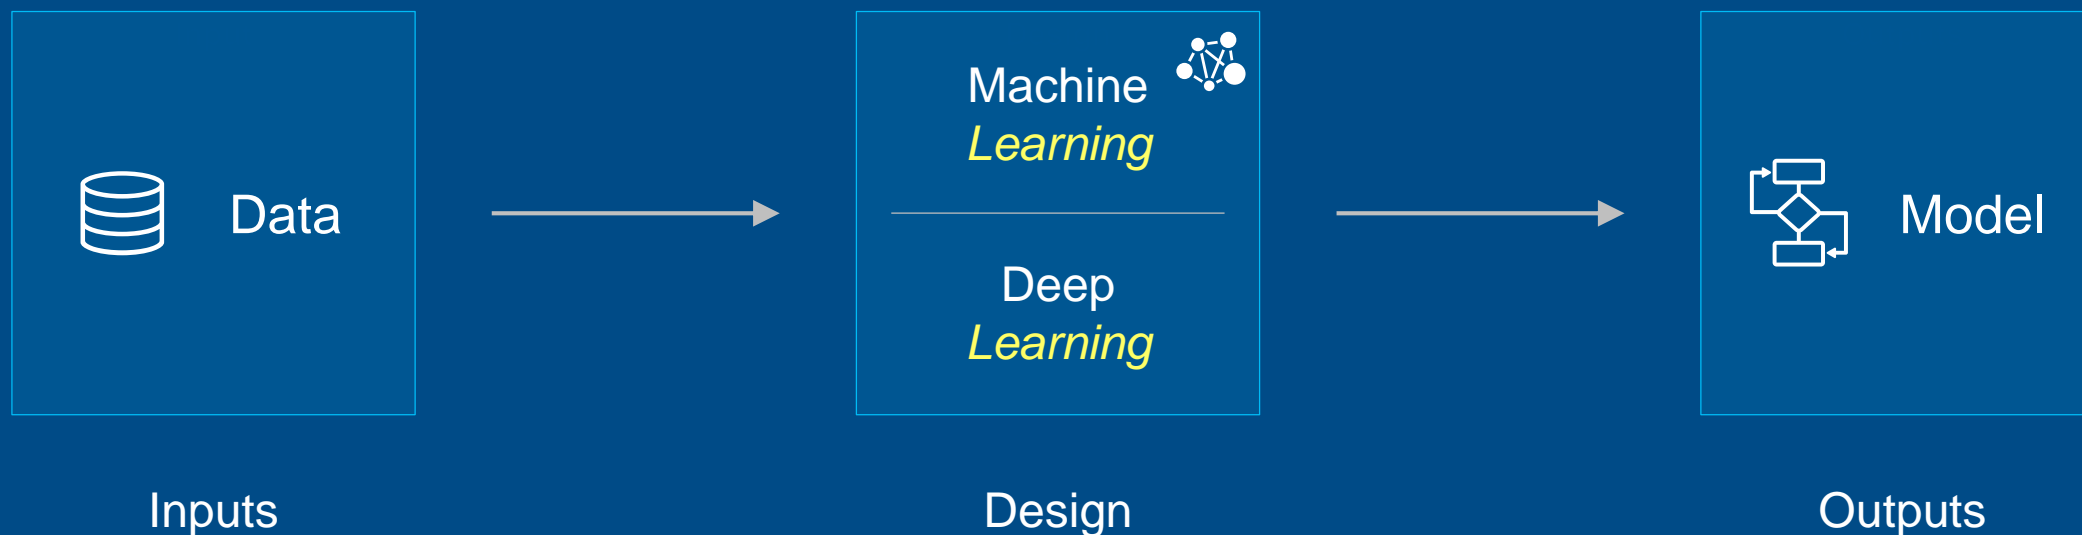 Data
Machine
Learning
Deep
Learning
Model
Inputs
Design
Outputs